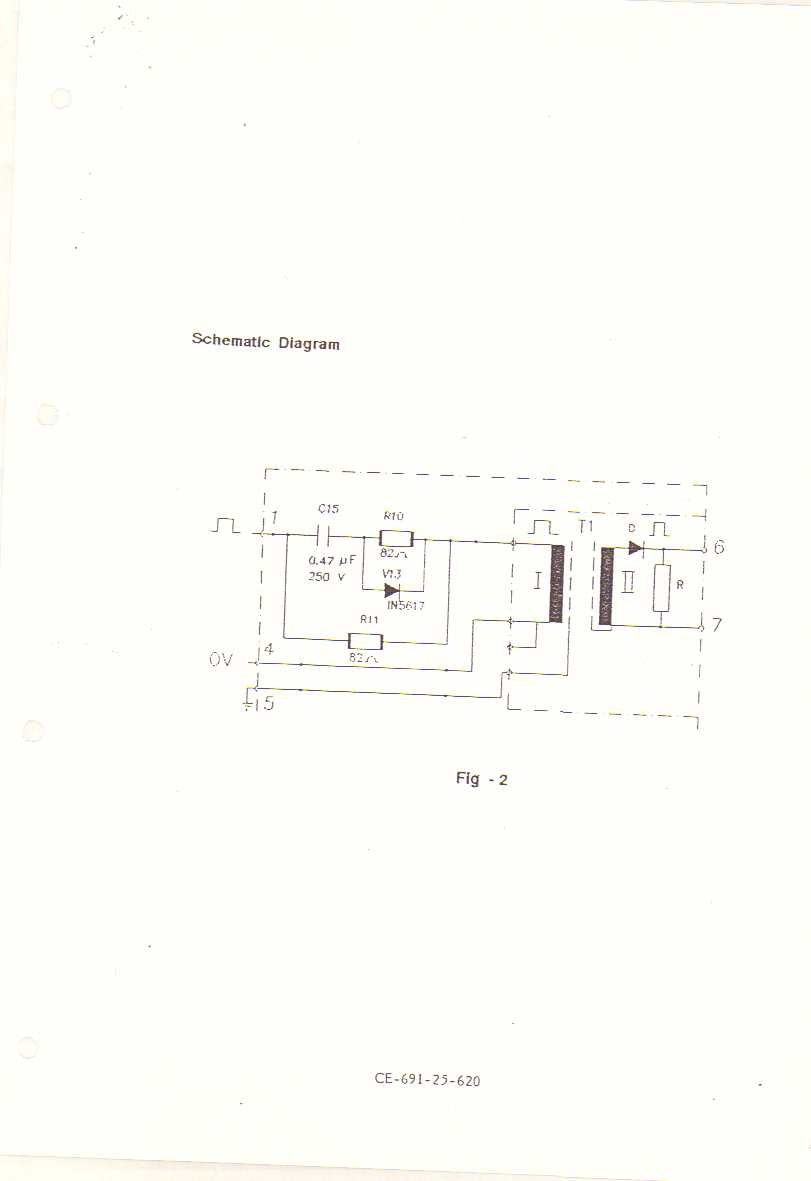 Schematic Diagram
C15
R10
T1
D
1
6
0.47 µF
250 V
82Ω
V13
IN5617
I
II
R
R11
82Ω
7
0V
4
5
Fig - 2
CE-691-25-620